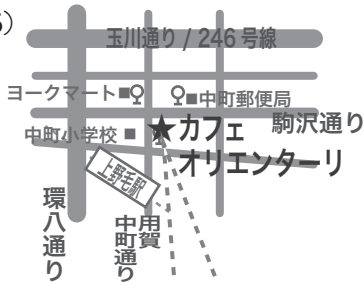 玉川通り / 246号線
ヨークマート
中町郵便局
駒沢通り
中町小学校
★カフェ
オリエンターリ
上野毛駅
環八通り
用賀
中町通り